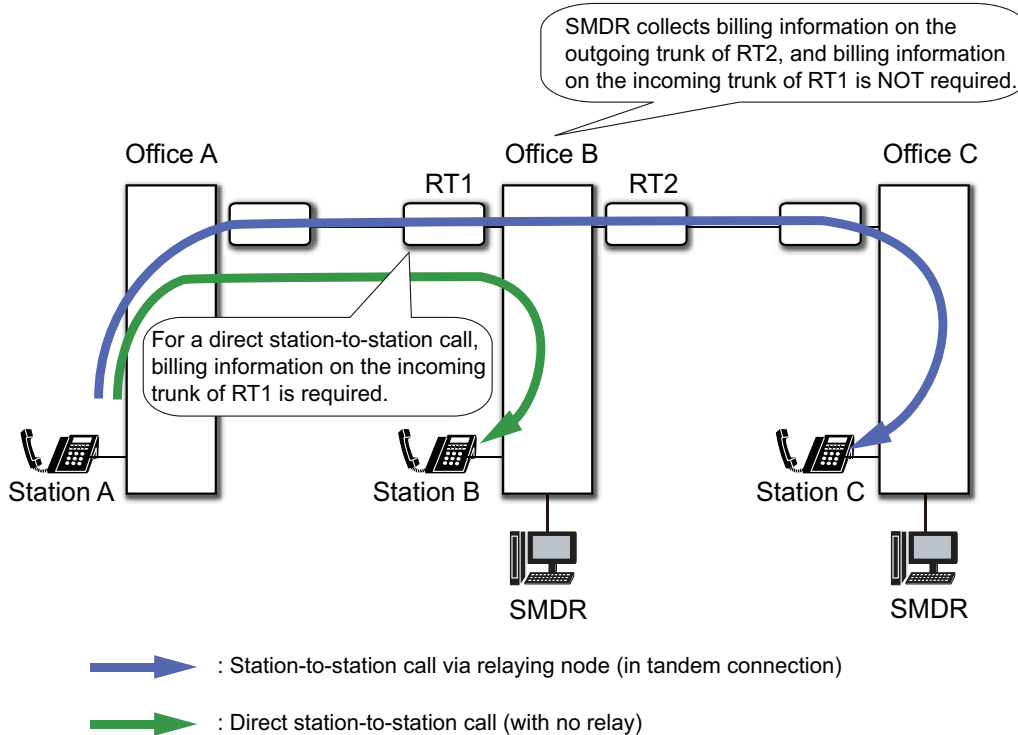 SMDR collects billing information on the
outgoing trunk of RT2, and billing information
on the incoming trunk of RT1 is NOT required.
Office A
Office B
Office C
RT1
RT2
For a direct station-to-station call,
billing information on the incoming
trunk of RT1 is required.
Station A
Station B
Station C
SMDR
SMDR
: Station-to-station call via relaying node (in tandem connection)
: Direct station-to-station call (with no relay)